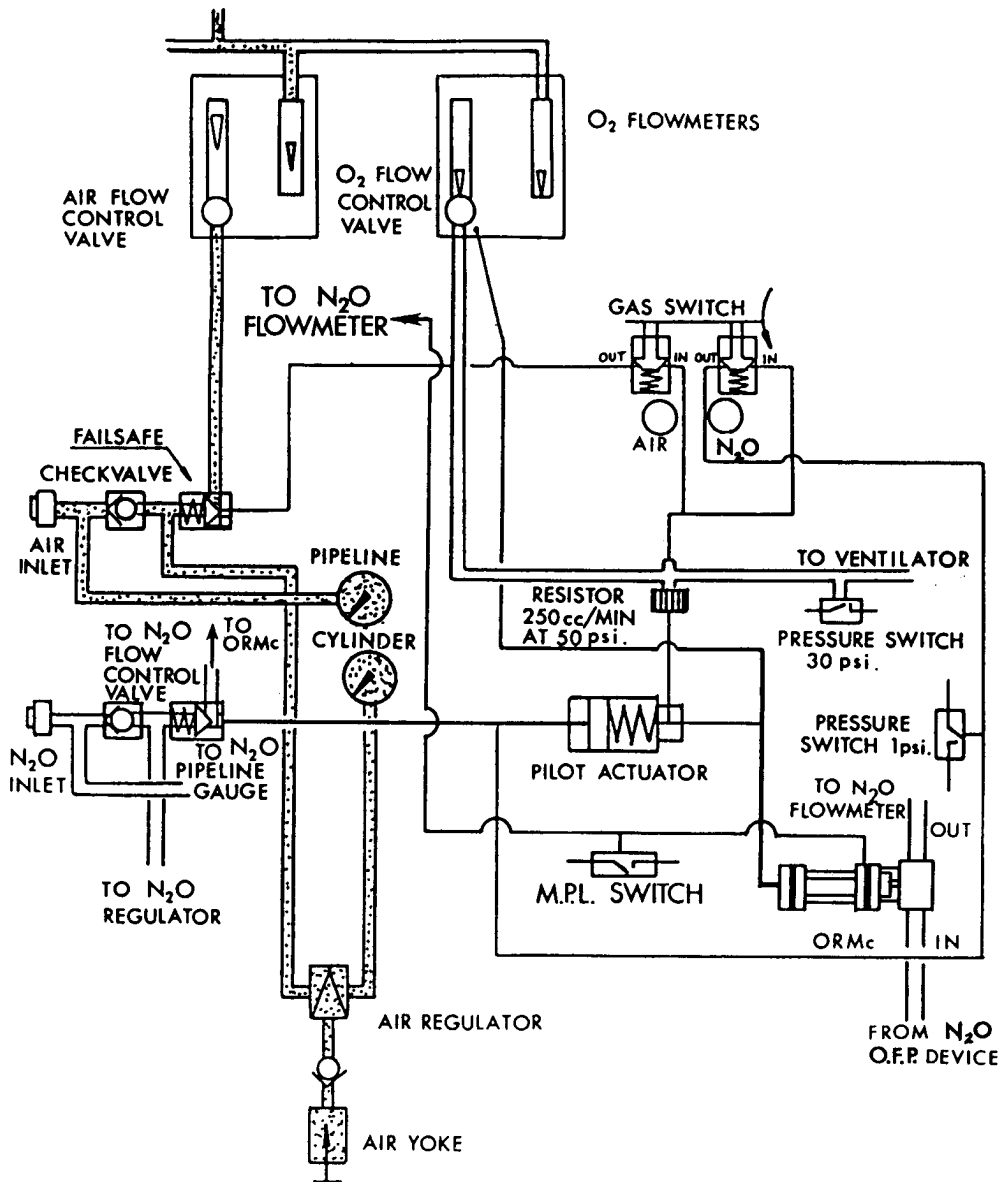 O₂ FLOWMETERS
O₂ FLOW
CONTROL
VALVE
AIR FLOW
CONTROL
VALVE
TO N₂O
FLOWMETER
GAS SWITCH
OUT
IN
OUT
IN
AIR
N₂O
FAILSAFE
CHECKVALVE
AIR
INLET
PIPELINE
TO VENTILATOR
RESISTOR
250cc/MIN
AT 50 psi.
PRESSURE SWITCH
30 psi.
CYLINDER
TO N₂O
FLOW
CONTROL
VALVE
TO
ORMc
N₂O
INLET
TO N₂O
PIPELINE
GAUGE
PILOT ACTUATOR
PRESSURE
SWITCH 1psi.
TO N₂O
FLOWMETER
OUT
TO N₂O
REGULATOR
M.P.L. SWITCH
ORMc
IN
AIR REGULATOR
FROM N₂O
O.F.P. DEVICE
AIR YOKE